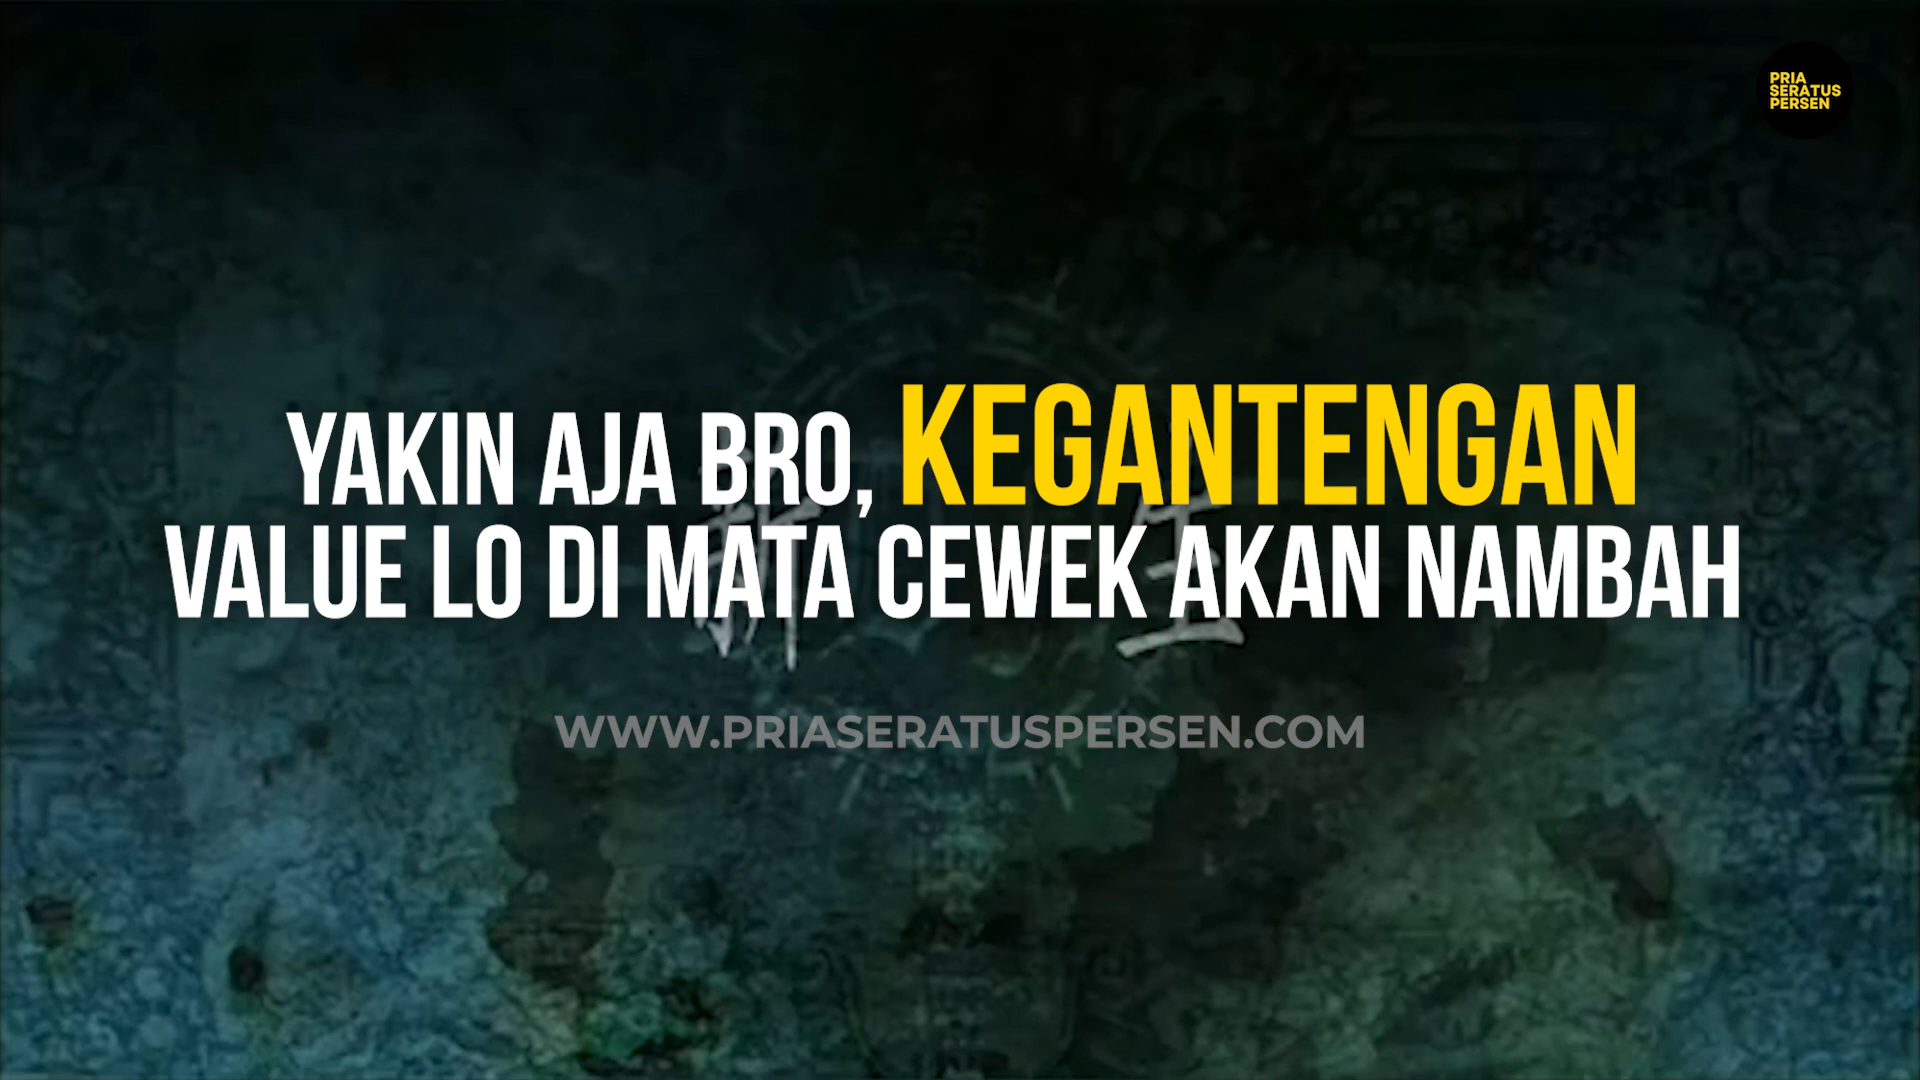 PRIA
SERATUS
PERSEN
YAKIN AJA BRO, KEGANTENGAN
VALUE LO DI MATA CEWEK AKAN NAMBAH
WWW.PRIASERATUSPERSEN.COM